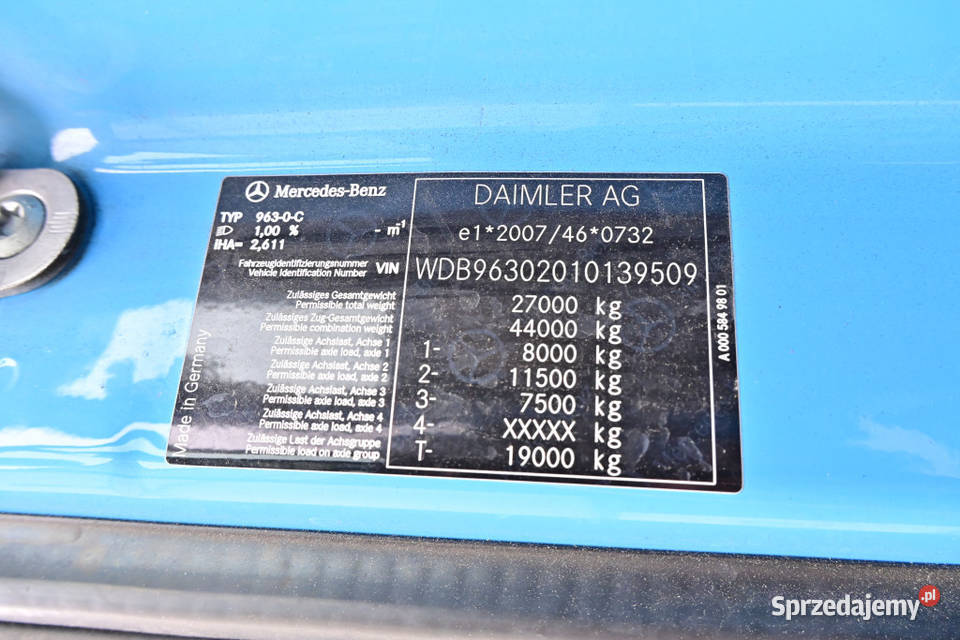 Mercedes-Benz
DAIMLER AG
TYP 963-0-C
1,00 % - m-1
IHA= 2,611
e1*2007/46*0732
Fahrzeugidentifizierungsnummer
Vehicle Identification Number VIN WDB96302010139509
Zulässiges Gesamtgewicht
Permissible total weight 27000 kg
Zulässiges Zug-Gesamtgewicht
Permissible combination weight 44000 kg
Zulässige Achslast, Achse 1
Permissible axle load, axle 1 1- 8000 kg
Zulässige Achslast, Achse 2
Permissible axle load, axle 2 2- 11500 kg
Zulässige Achslast, Achse 3
Permissible axle load, axle 3 3- 7500 kg
Zulässige Achslast, Achse 4
Permissible axle load, axle 4 4- XXXXX kg
Zulässige Last der Achsgruppe
Permissible load on axle group T- 19000 kg
Made in Germany
A 000 584 98 01
Sprzedajemy.pl